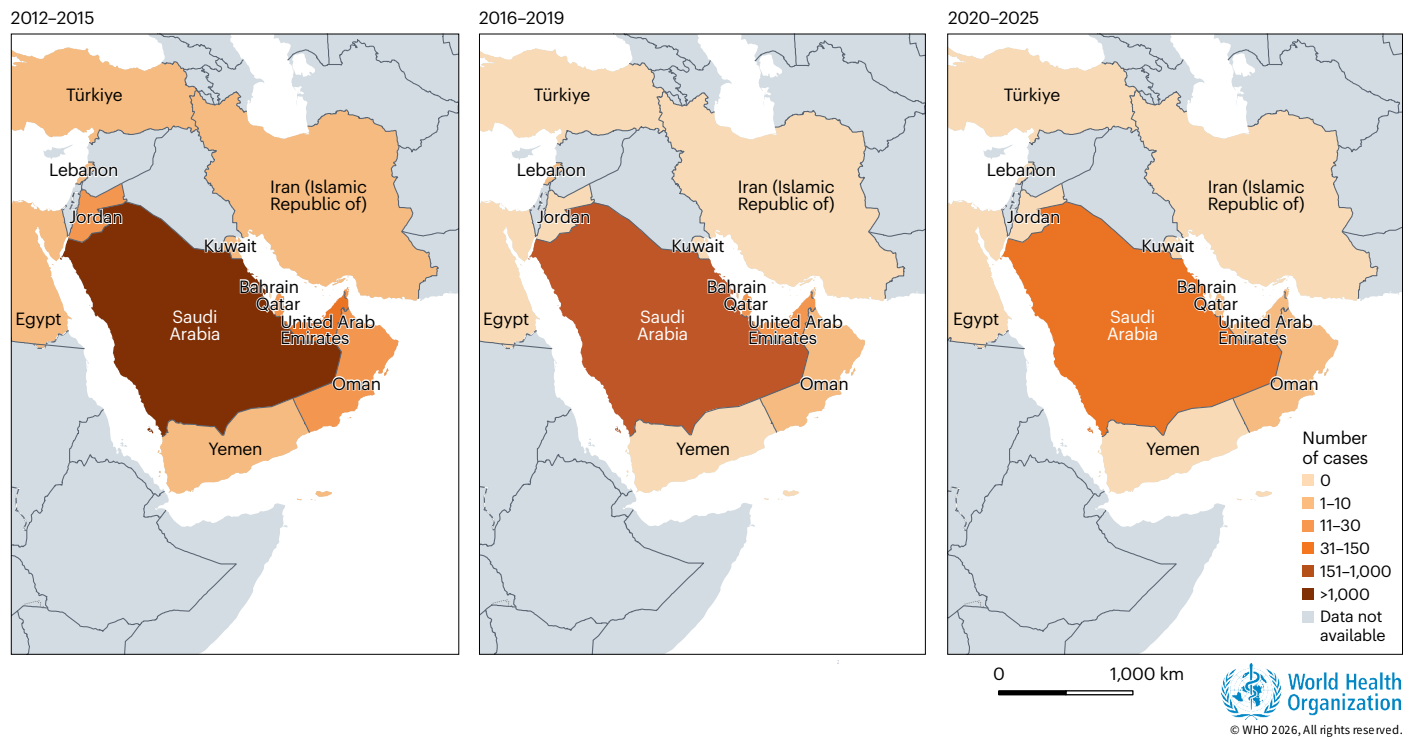 2012–2015
Türkiye
Lebanon
Jordan
Iran (Islamic
Republic of)
Kuwait
Bahrain
Qatar
Egypt
Saudi
Arabia
United Arab
Emirates
Oman
Yemen
2016–2019
Türkiye
Lebanon
Jordan
Iran (Islamic
Republic of)
Kuwait
Bahrain
Qatar
Egypt
Saudi
Arabia
United Arab
Emirates
Oman
Yemen
2020–2025
Türkiye
Lebanon
Jordan
Iran (Islamic
Republic of)
Kuwait
Bahrain
Qatar
Egypt
Saudi
Arabia
United Arab
Emirates
Oman
Yemen
Number
of cases
0
1–10
11–30
31–150
151–1,000
>1,000
Data not
available
0 1,000 km
World Health
Organization
© WHO 2026, All rights reserved.